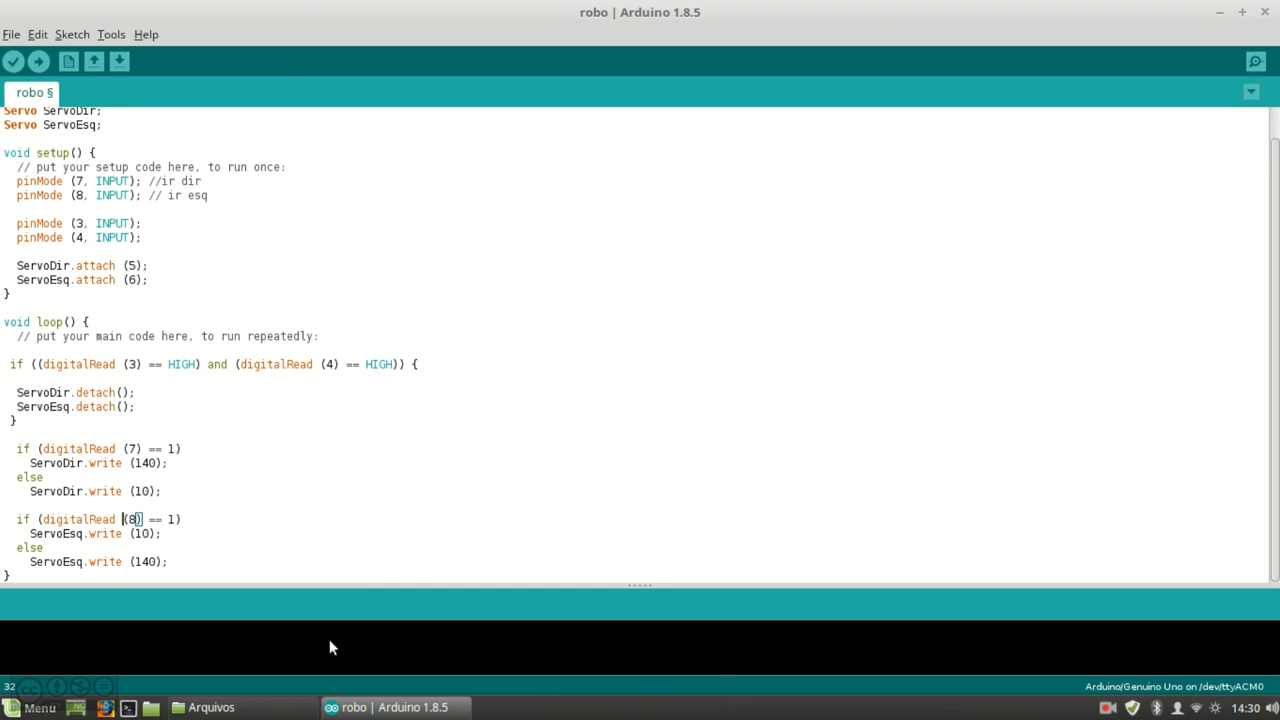 robo | Arduino 1.8.5
File Edit Sketch Tools Help
robo §
Servo ServoDir;
Servo ServoEsq;
void setup() {
// put your setup code here, to run once:
pinMode (7, INPUT); //ir dir
pinMode (8, INPUT); // ir esq
pinMode (3, INPUT);
pinMode (4, INPUT);
ServoDir.attach (5);
ServoEsq.attach (6);
}
void loop() {
// put your main code here, to run repeatedly:
if ((digitalRead (3) == HIGH) and (digitalRead (4) == HIGH)) {
ServoDir.detach();
ServoEsq.detach();
}
if (digitalRead (7) == 1)
ServoDir.write (140);
else
ServoDir.write (10);
if (digitalRead (8) == 1)
ServoEsq.write (10);
else
ServoEsq.write (140);
}
32
Arduino/Genuino Uno on /dev/ttyACM0
Menu Arquivos robo | Arduino 1.8.5 14:30